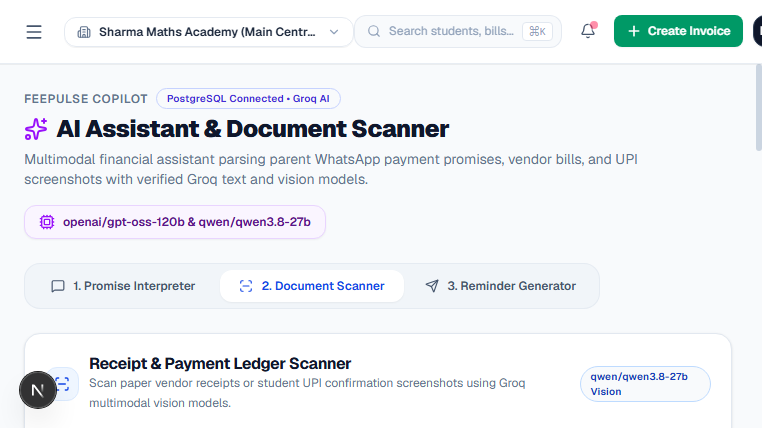 Sharma Maths Academy (Main Centr...
Search students, bills... ⌘K
+ Create Invoice
FEEPULSE COPILOT PostgreSQL Connected • Groq AI
AI Assistant & Document Scanner
Multimodal financial assistant parsing parent WhatsApp payment promises, vendor bills, and UPI
screenshots with verified Groq text and vision models.
openai/gpt-oss-120b & qwen/qwen3.8-27b
1. Promise Interpreter 2. Document Scanner 3. Reminder Generator
Receipt & Payment Ledger Scanner
Scan paper vendor receipts or student UPI confirmation screenshots using Groq
multimodal vision models.
qwen/qwen3.8-27b
Vision
N